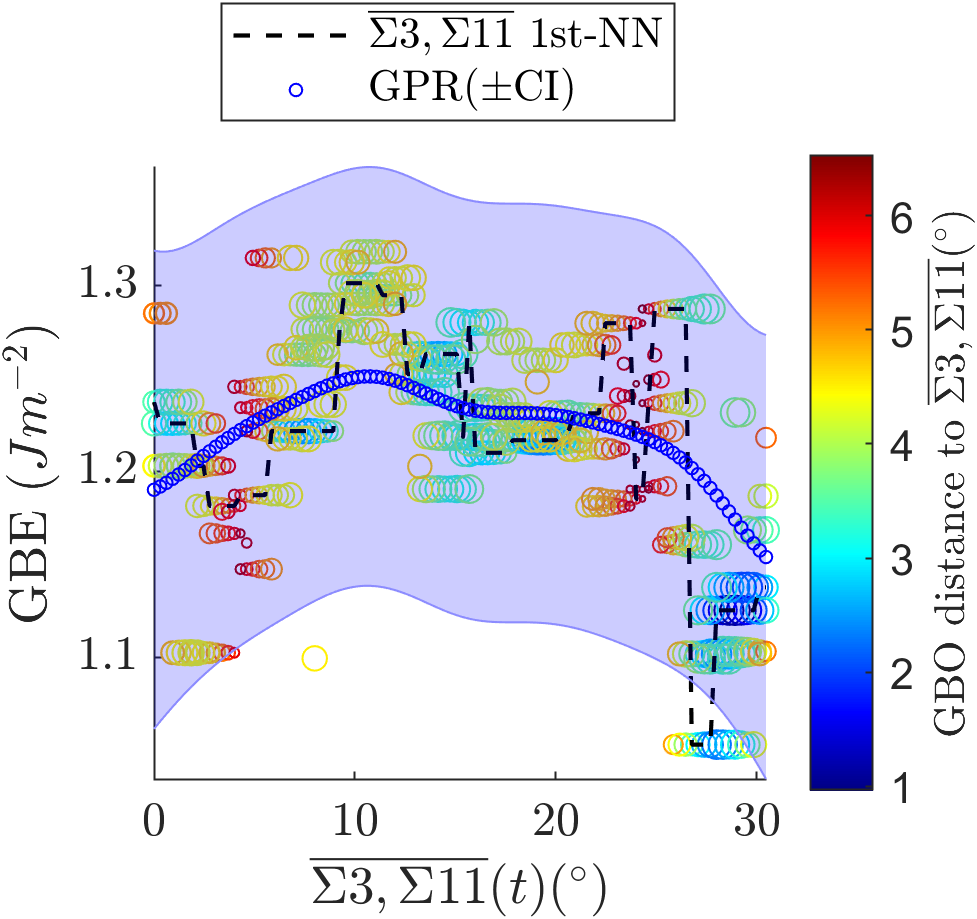 Σ3, Σ11 1st-NN
GPR(±CI)
GBE (Jm⁻²)
1.3
1.2
1.1
0
10
20
30
Σ3, Σ11(t)(°)
6
5
4
3
2
1
GBO distance to Σ3, Σ11(°)